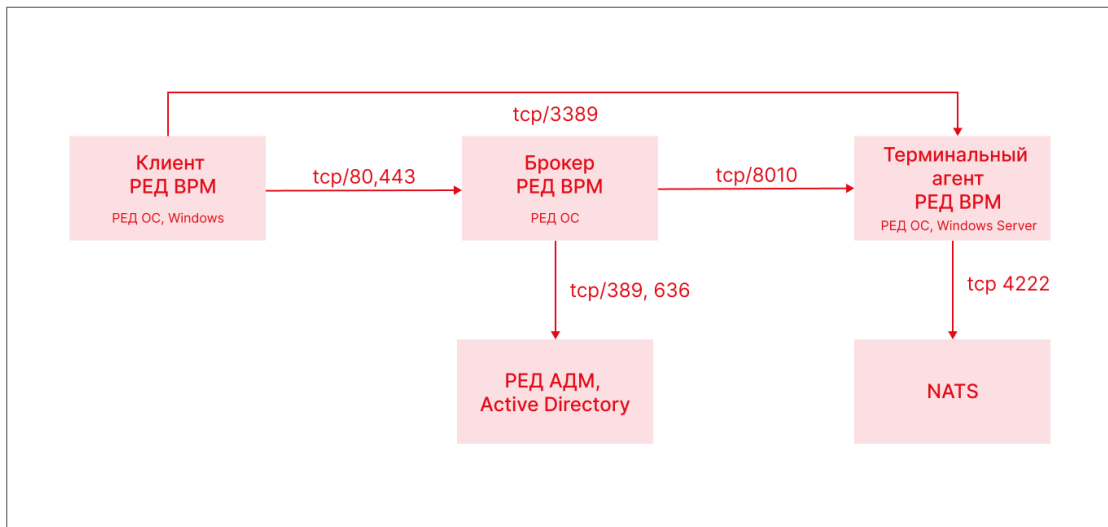 tcp/3389
Клиент
РЕД ВРМ
РЕД ОС, Windows
tcp/80,443
Брокер
РЕД ВРМ
РЕД ОС
tcp/8010
Терминальный
агент
РЕД ВРМ
РЕД ОС, Windows Server
tcp/389, 636
tcp 4222
РЕД АДМ,
Active Directory
NATS